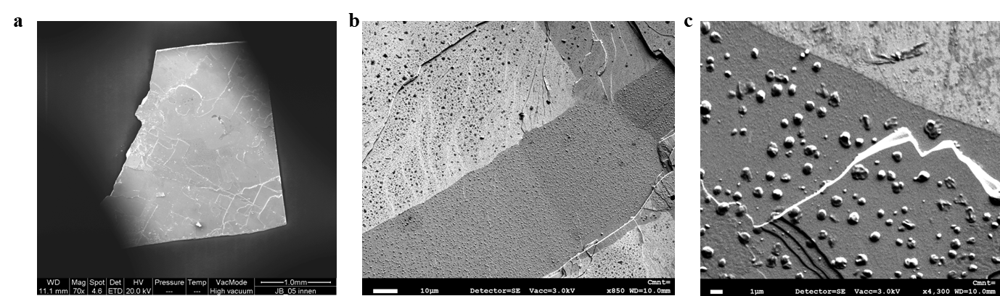 a
b
c
WD Mag Spot Det HV Pressure Temp VacMode 1.0mm
11.1 mm 70x 4.6 ETD 20.0 kV --- --- High vacuum JB_05 innen
Cmnt=
10µm Detector=SE Vacc=3.0kV x850 WD=10.0mm
Cmnt=
1µm Detector=SE Vacc=3.0kV x4,300 WD=10.0mm